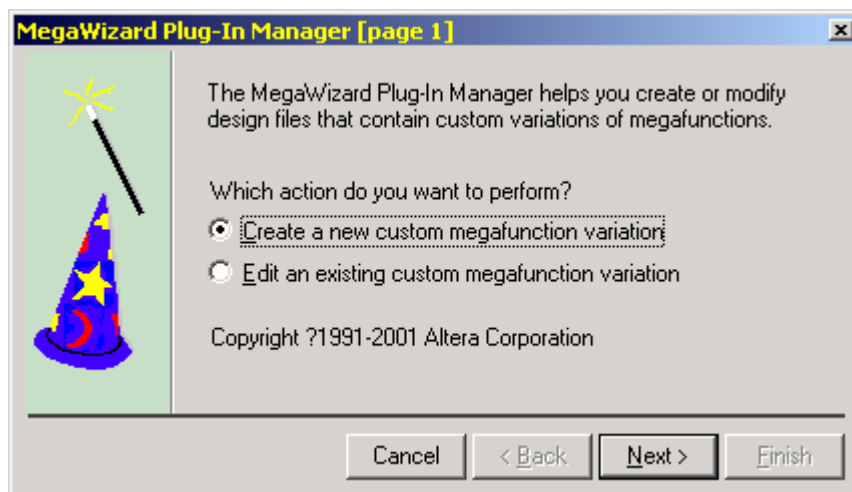 MegaWizard Plug-In Manager [page 1]
The MegaWizard Plug-In Manager helps you create or modify
design files that contain custom variations of megafunctions.
Which action do you want to perform?
Create a new custom megafunction variation
Edit an existing custom megafunction variation
Copyright ?1991-2001 Altera Corporation
Cancel
< Back
Next >
Finish